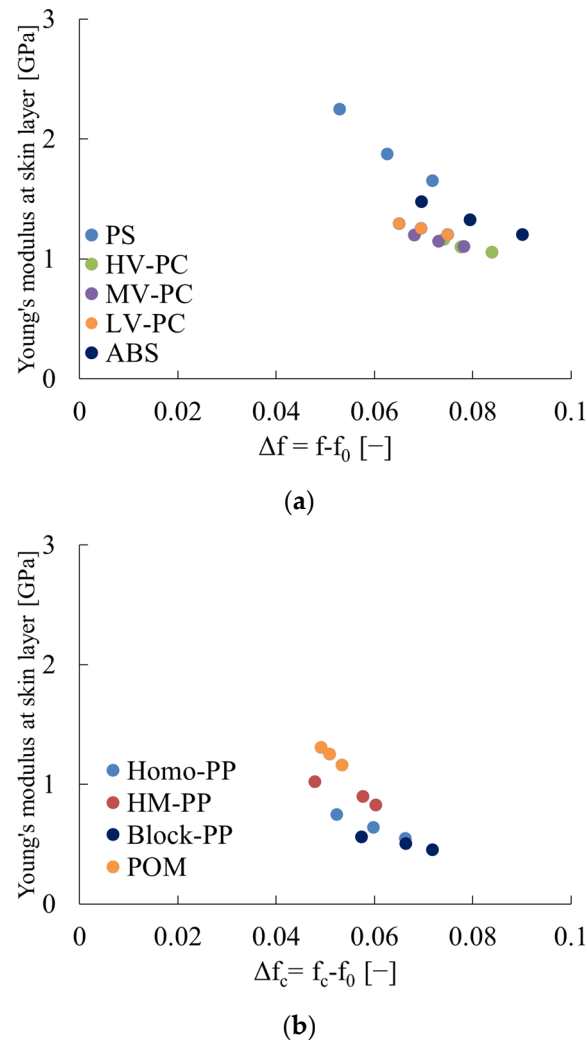 Young's modulus at skin layer [GPa]
3
2
1
0
PS
HV-PC
MV-PC
LV-PC
ABS
0 0.02 0.04 0.06 0.08 0.1
Δf = f-f₀ [−]
(a)
Young's modulus at skin layer [GPa]
3
2
1
0
Homo-PP
HM-PP
Block-PP
POM
0 0.02 0.04 0.06 0.08 0.1
Δf_c= f_c-f₀ [−]
(b)